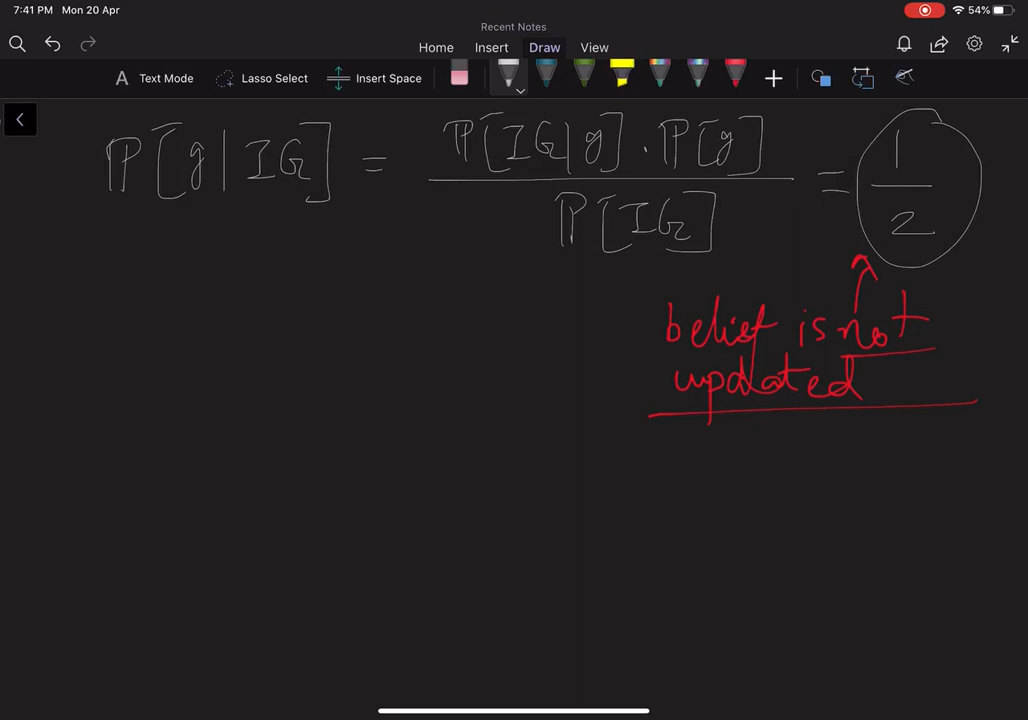 7:41 PM Mon 20 Apr
54%
Recent Notes
Home Insert Draw View
A Text Mode Lasso Select Insert Space
P[g|IG] = P[IG|g] . P[g] / P[IG] = 1/2
belief is not
updated